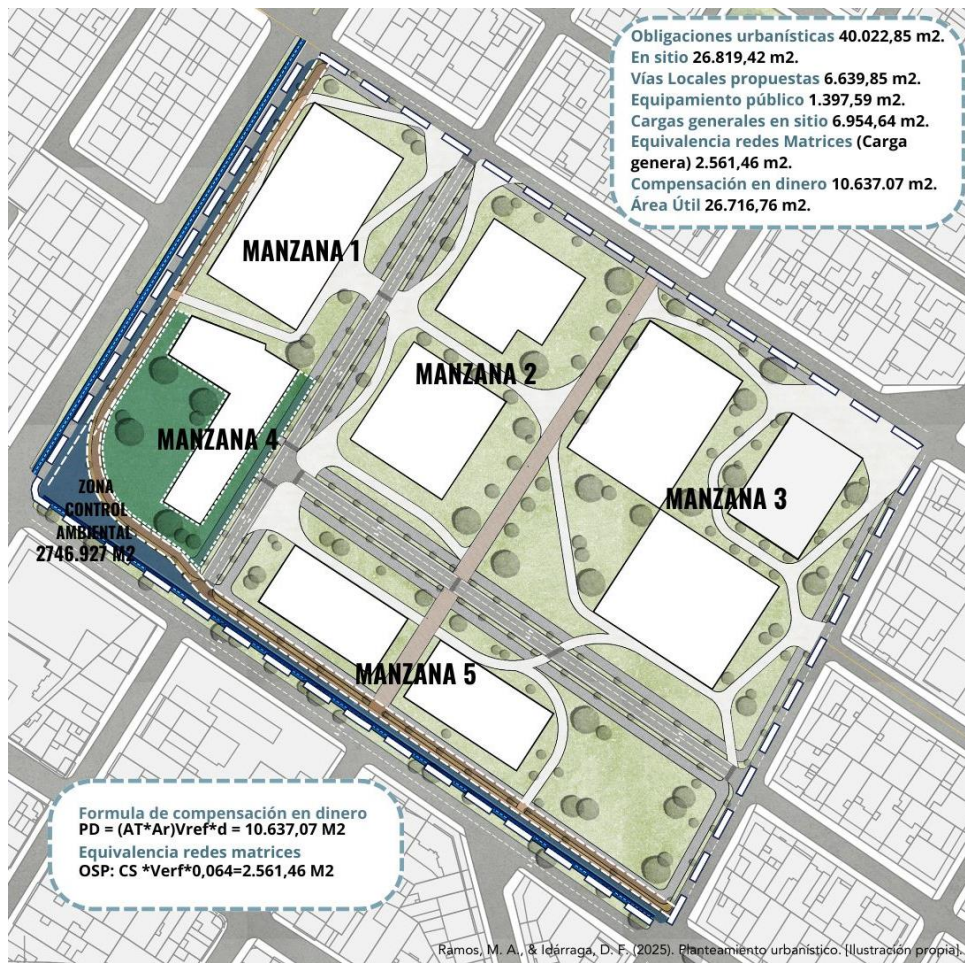 Obligaciones urbanísticas 40.022,85 m2.
En sitio 26.819,42 m2.
Vías Locales propuestas 6.639,85 m2.
Equipamiento público 1.397,59 m2.
Cargas generales en sitio 6.954,64 m2.
Equivalencia redes Matrices (Carga
genera) 2.561,46 m2.
Compensación en dinero 10.637.07 m2.
Área Útil 26.716,76 m2.
MANZANA 1
MANZANA 2
MANZANA 4
MANZANA 3
ZONA
CONTROL
AMBIENTAL
2746.927 M2
MANZANA 5
Formula de compensación en dinero
PD = (AT*Ar)Vref*d = 10.637,07 M2
Equivalencia redes matrices
OSP: CS *Verf*0,064=2.561,46 M2
Ramos, M. A., & Idárraga, D. F. (2025). Planteamiento urbanístico. [Ilustración propia].